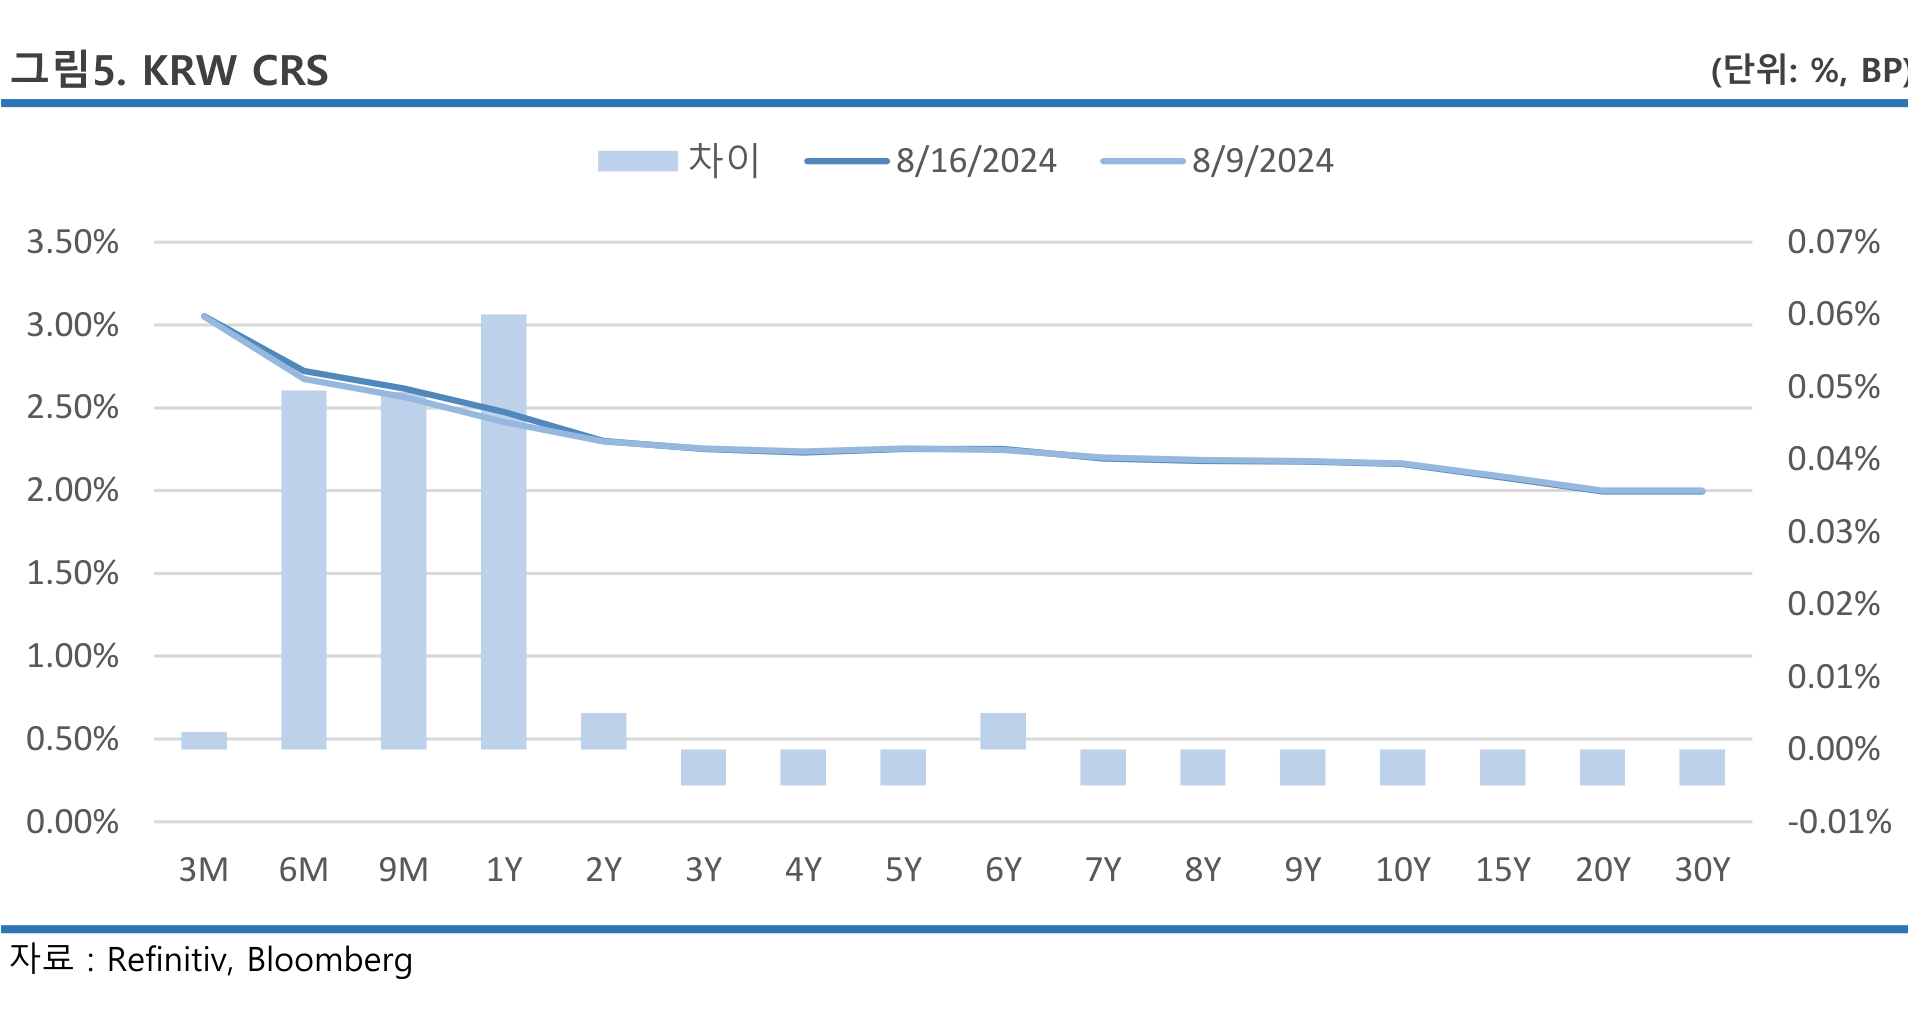 그림5. KRW CRS
(단위: %, BP)
차이 8/16/2024 8/9/2024
3.50% 0.07%
3.00% 0.06%
2.50% 0.05%
2.00% 0.04%
1.50% 0.03%
1.00% 0.02%
0.50% 0.01%
0.00% 0.00%
-0.01%
3M 6M 9M 1Y 2Y 3Y 4Y 5Y 6Y 7Y 8Y 9Y 10Y 15Y 20Y 30Y
자료 : Refinitiv, Bloomberg